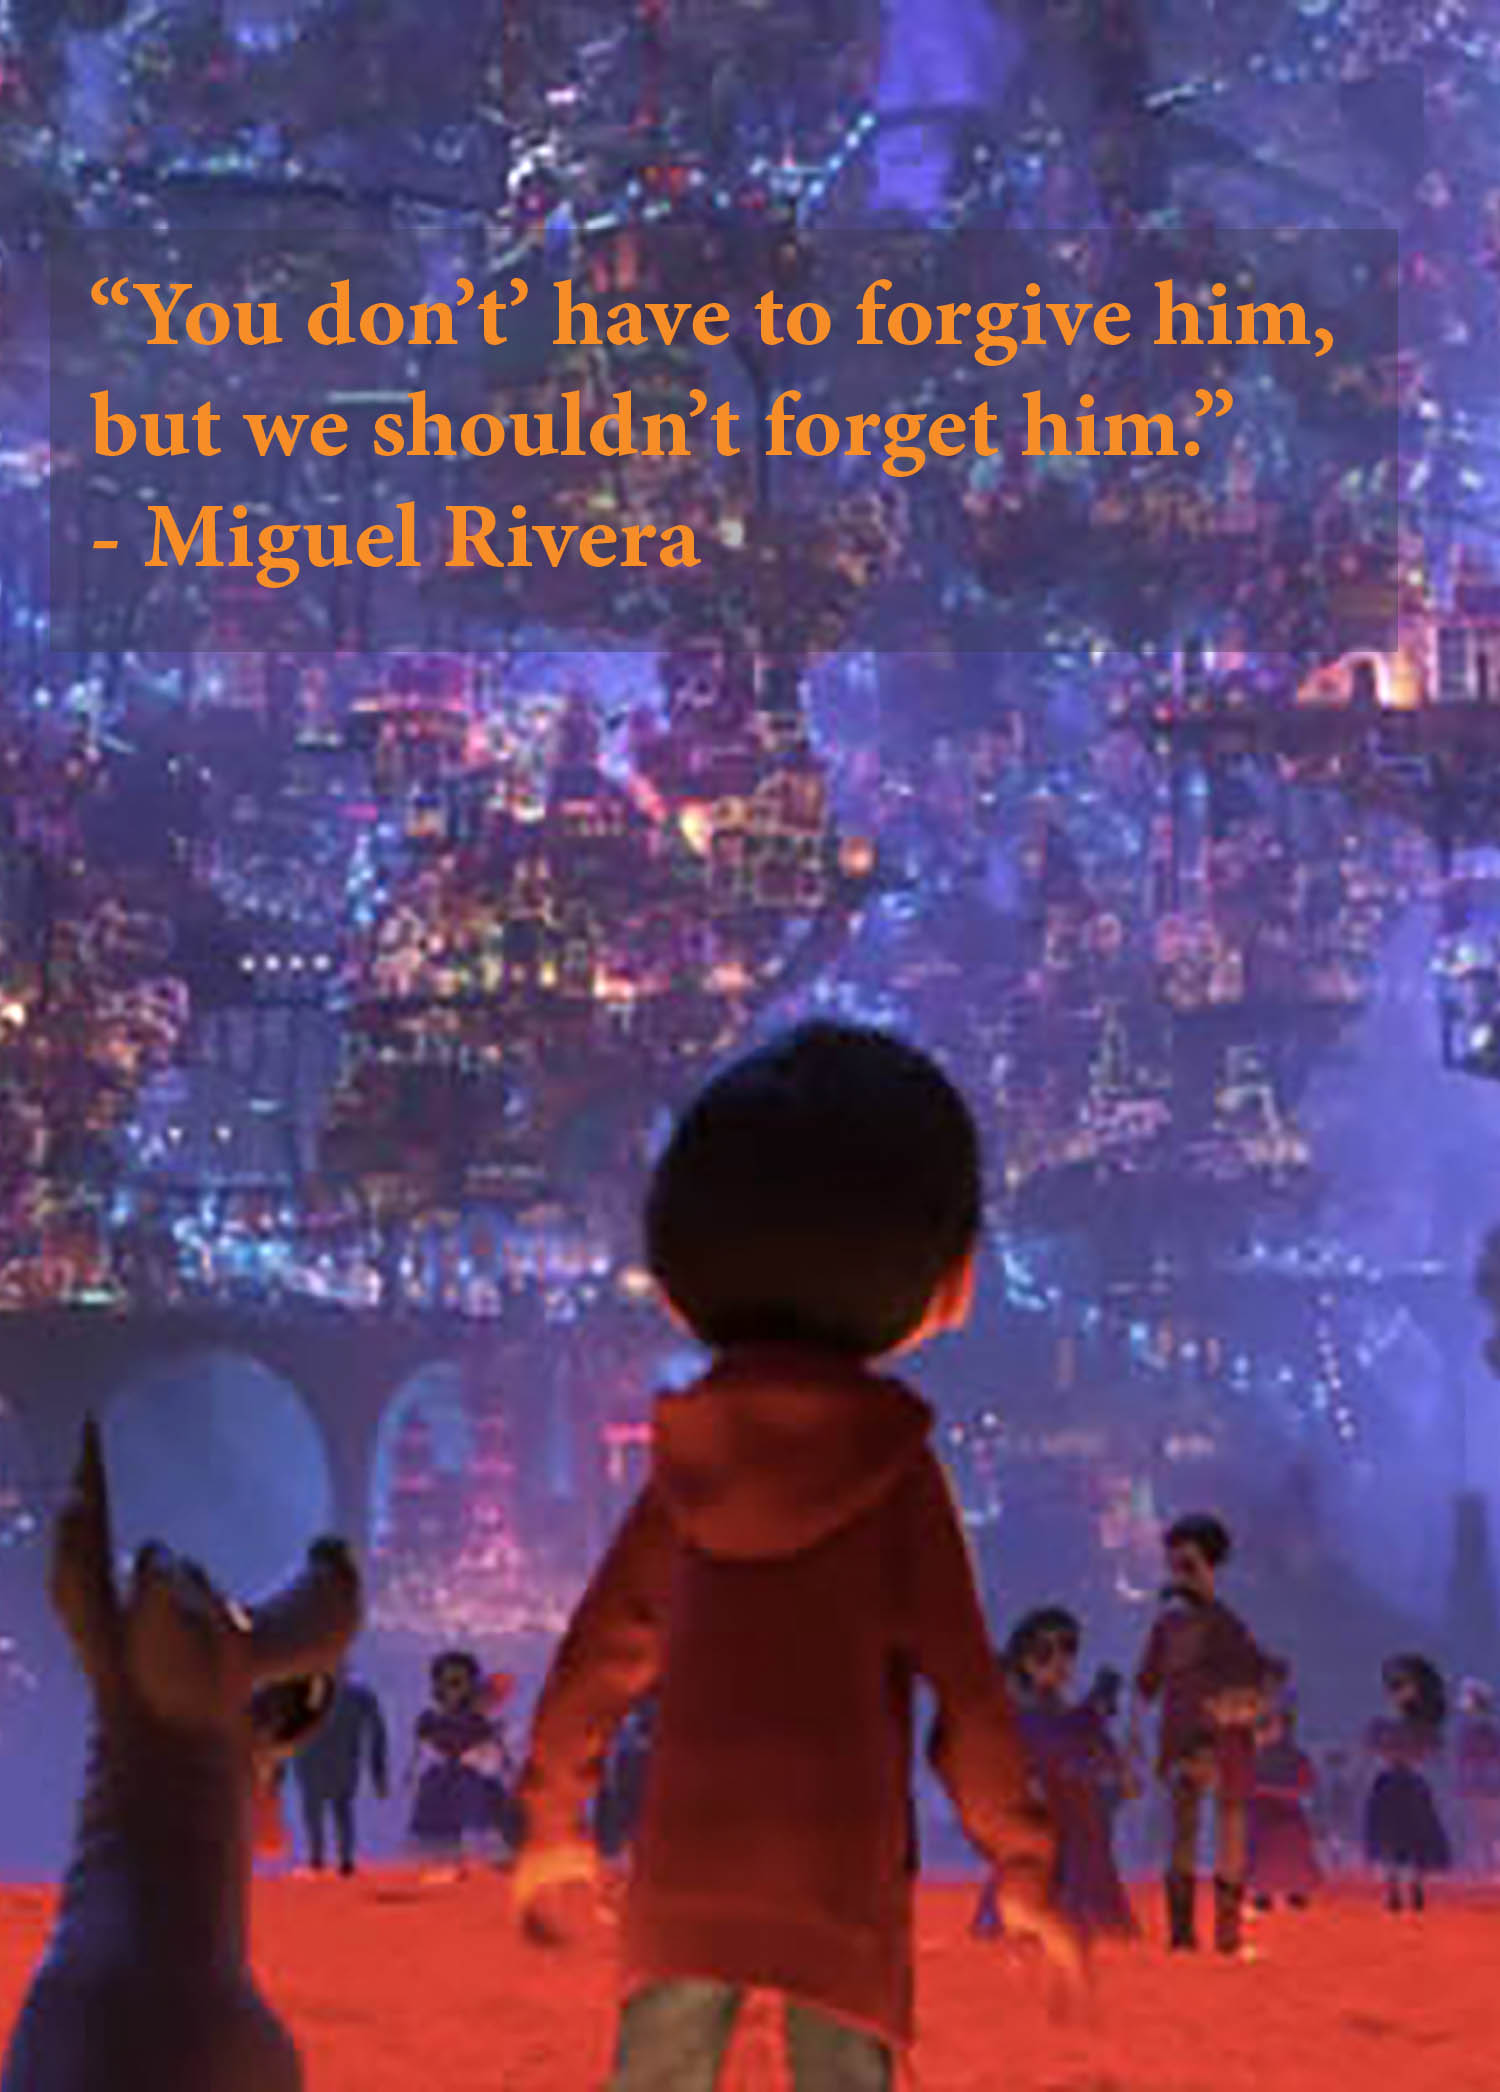 “You don’t’ have to forgive him,
but we shouldn’t forget him.”
- Miguel Rivera